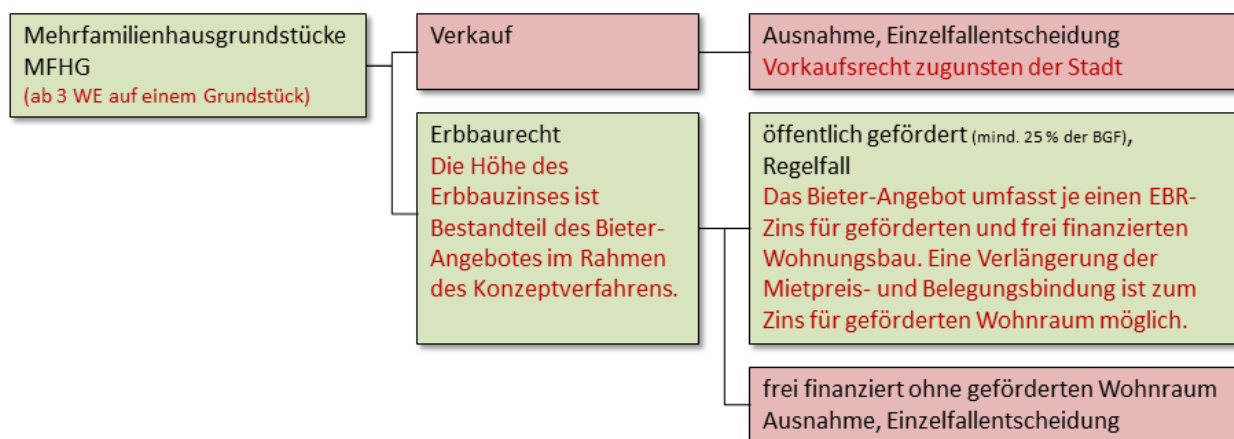 Mehrfamilienhausgrundstücke
MFHG
(ab 3 WE auf einem Grundstück)
Verkauf
Ausnahme, Einzelfallentscheidung
Vorkaufsrecht zugunsten der Stadt
Erbbaurecht
Die Höhe des
Erbbauzinses ist
Bestandteil des Bieter-
Angebotes im Rahmen
des Konzeptverfahrens.
öffentlich gefördert (mind. 25 % der BGF),
Regelfall
Das Bieter-Angebot umfasst je einen EBR-
Zins für geförderten und frei finanzierten
Wohnungsbau. Eine Verlängerung der
Mietpreis- und Belegungsbindung ist zum
Zins für geförderten Wohnraum möglich.
frei finanziert ohne geförderten Wohnraum
Ausnahme, Einzelfallentscheidung